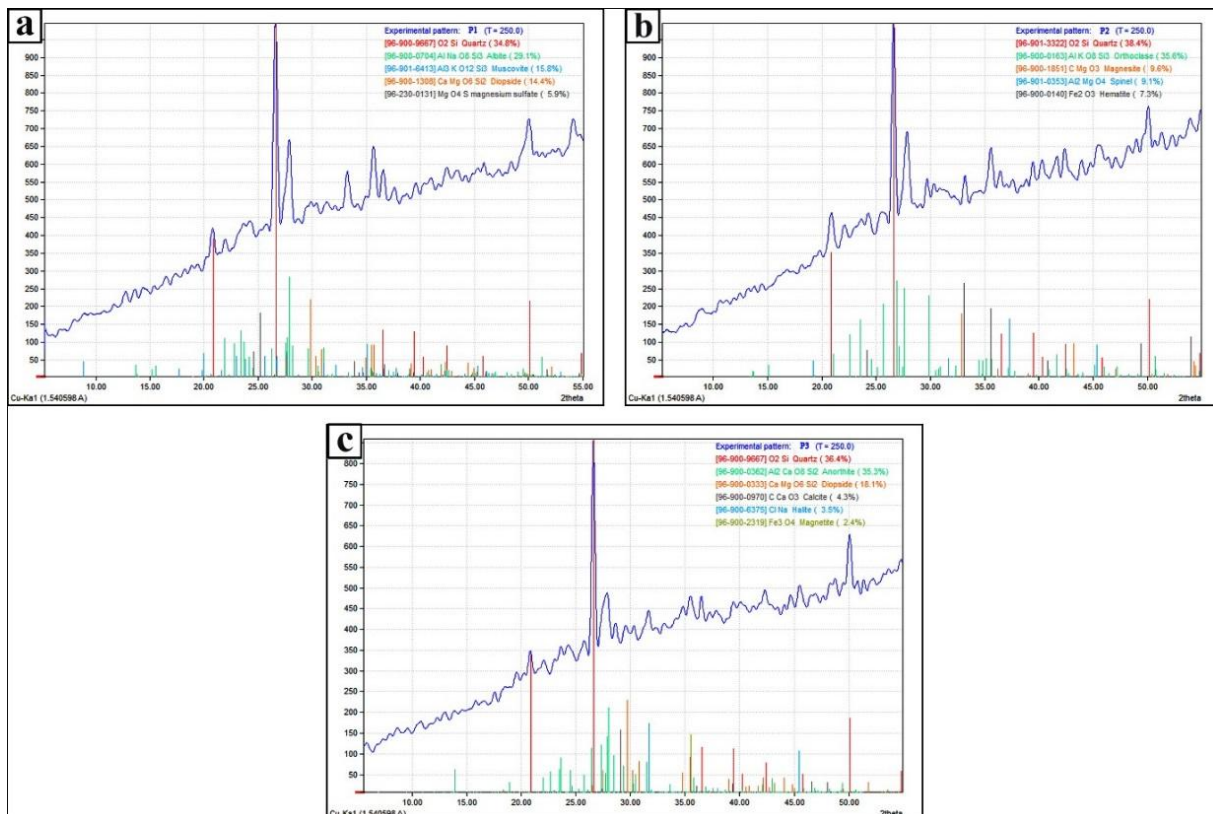 a
Experimental pattern: P1 (T = 250.0)
[96-900-9667] O2 Si Quartz ( 34.8%)
[96-900-0704] Al Na O8 Si3 Albite ( 29.1%)
[96-901-6413] Al3 K O12 Si3 Muscovite ( 15.8%)
[96-900-1308] Ca Mg O6 Si2 Diopside ( 14.4%)
[96-230-0131] Mg O4 S magnesium sulfate ( 5.9%)
900
850
800
750
700
650
600
550
500
450
400
350
300
250
200
150
100
50
10.00 15.00 20.00 25.00 30.00 35.00 40.00 45.00 50.00 55.00
Cu-Ka1 (1.540598 A) 2theta
b
Experimental pattern: P2 (T = 250.0)
[96-901-3322] O2 Si Quartz ( 38.4%)
[96-900-0163] Al K O8 Si3 Orthoclase ( 35.6%)
[96-900-1851] C Mg O3 Magnesite ( 9.6%)
[96-901-0353] Al2 Mg O4 Spinel ( 9.1%)
[96-900-0140] Fe2 O3 Hematite ( 7.3%)
900
850
800
750
700
650
600
550
500
450
400
350
300
250
200
150
100
50
10.00 15.00 20.00 25.00 30.00 35.00 40.00 45.00 50.00
Cu-Ka1 (1.540598 A) 2theta
c
Experimental pattern: P3 (T = 250.0)
[96-900-9667] O2 Si Quartz ( 36.4%)
[96-900-0362] Al2 Ca O8 Si2 Anorthite ( 35.3%)
[96-900-0333] Ca Mg O6 Si2 Diopside ( 18.1%)
[96-900-0970] C Ca O3 Calcite ( 4.3%)
[96-900-6375] Cl Na Halite ( 3.5%)
[96-900-2319] Fe3 O4 Magnetite ( 2.4%)
800
750
700
650
600
550
500
450
400
350
300
250
200
150
100
50
10.00 15.00 20.00 25.00 30.00 35.00 40.00 45.00 50.00
Cu-Ka1 (1.540598 A) 2theta